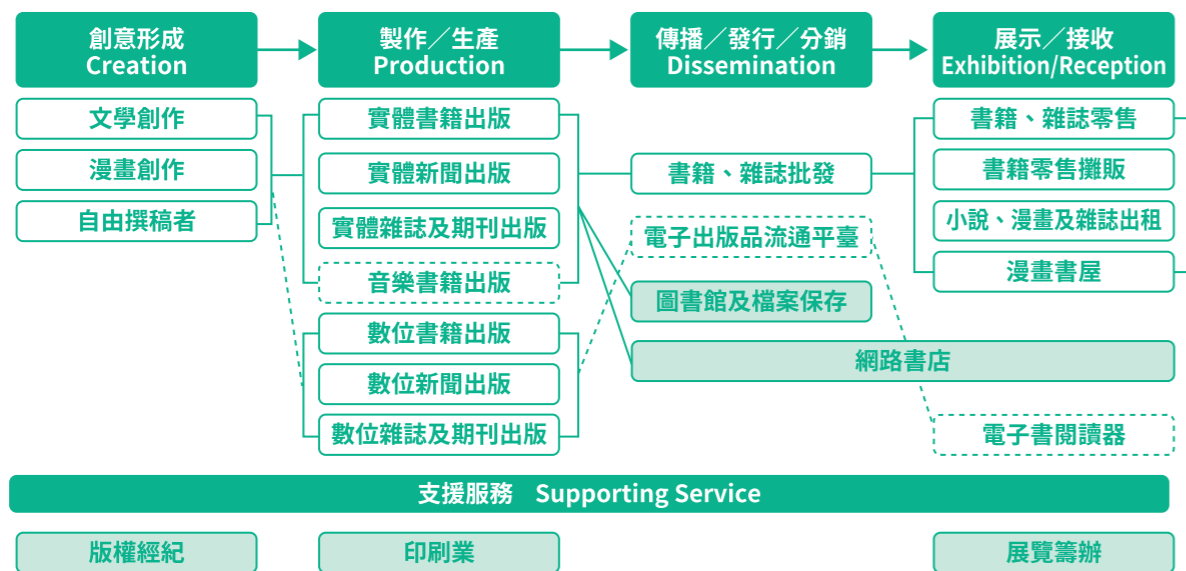 創意形成
Creation
製作／生產
Production
傳播／發行／分銷
Dissemination
展示／接收
Exhibition/Reception
文學創作
漫畫創作
自由撰稿者
實體書籍出版
實體新聞出版
實體雜誌及期刊出版
音樂書籍出版
數位書籍出版
數位新聞出版
數位雜誌及期刊出版
書籍、雜誌批發
電子出版品流通平臺
圖書館及檔案保存
網路書店
書籍、雜誌零售
書籍零售攤販
小說、漫畫及雜誌出租
漫畫書屋
電子書閱讀器
支援服務 Supporting Service
版權經紀
印刷業
展覽籌辦